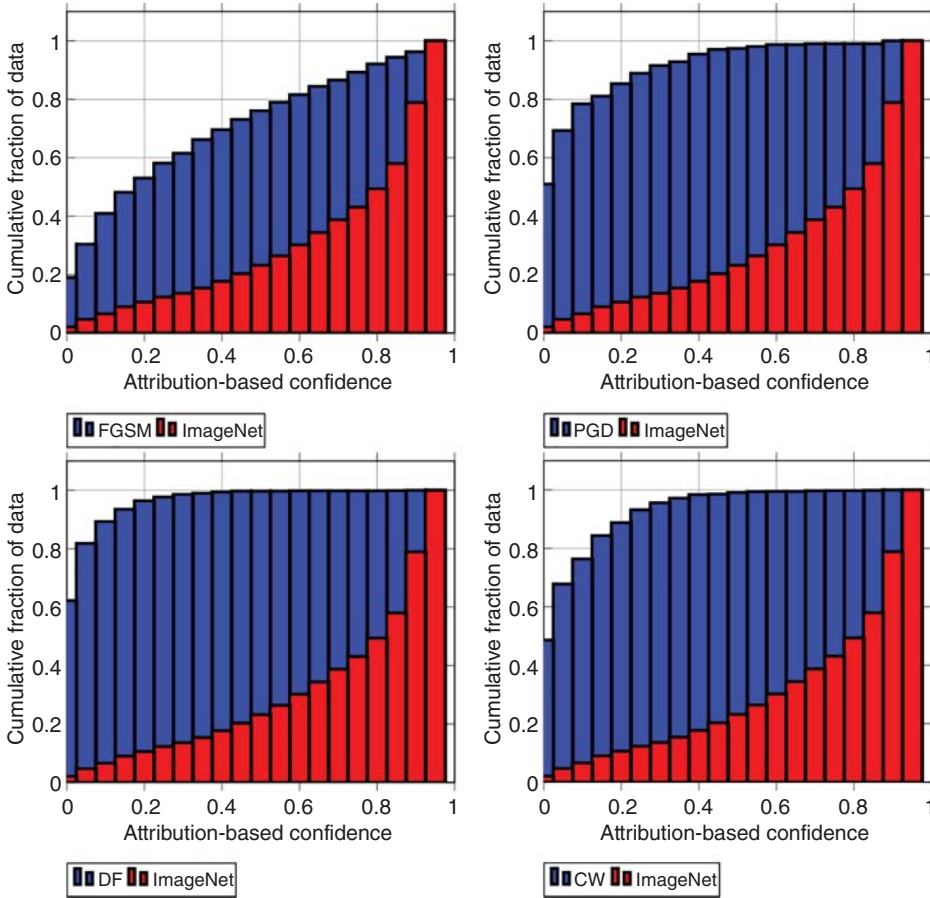 Cumulative fraction of data
1
0.8
0.6
0.4
0.2
0
0 0.2 0.4 0.6 0.8 1
Attribution-based confidence
FGSM ImageNet
Cumulative fraction of data
1
0.8
0.6
0.4
0.2
0
0 0.2 0.4 0.6 0.8 1
Attribution-based confidence
PGD ImageNet
Cumulative fraction of data
1
0.8
0.6
0.4
0.2
0
0 0.2 0.4 0.6 0.8 1
Attribution-based confidence
DF ImageNet
Cumulative fraction of data
1
0.8
0.6
0.4
0.2
0
0 0.2 0.4 0.6 0.8 1
Attribution-based confidence
CW ImageNet